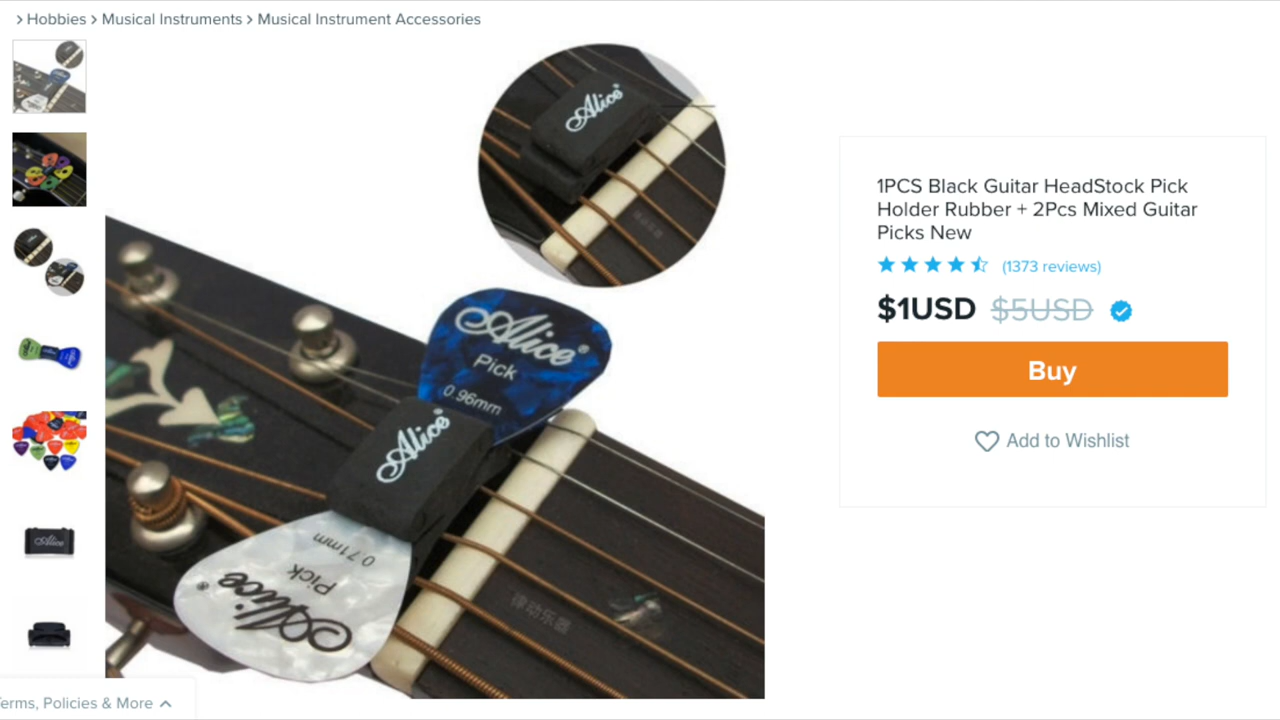 > Hobbies > Musical Instruments > Musical Instrument Accessories
Alice®
Alice®
Pick
0.96mm
Alice®
0.71mm
Pick
Alice®
1PCS Black Guitar HeadStock Pick
Holder Rubber + 2Pcs Mixed Guitar
Picks New
(1373 reviews)
$1USD $5USD
Buy
Add to Wishlist
Alice
Terms, Policies & More